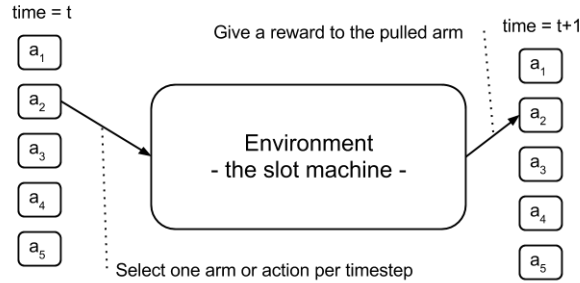 time = t
Give a reward to the pulled arm
time = t+1
a1
a2
a3
a4
a5
Environment
- the slot machine -
a1
a2
a3
a4
a5
Select one arm or action per timestep